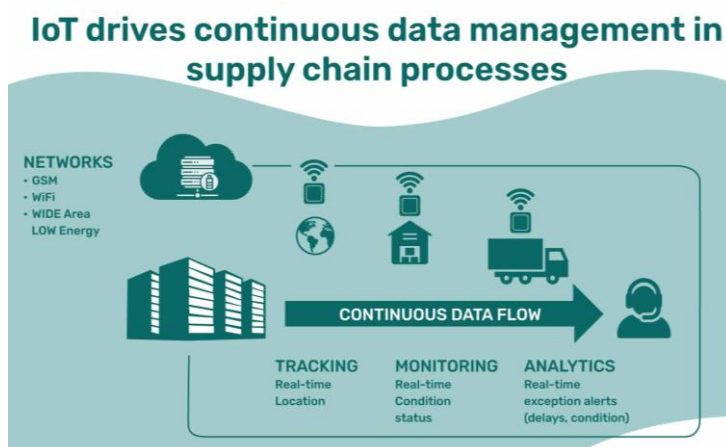 IoT drives continuous data management in
supply chain processes
NETWORKS
• GSM
• WiFi
• WIDE Area
LOW Energy
CONTINUOUS DATA FLOW
TRACKING
Real-time
Location
MONITORING
Real-time
Condition
status
ANALYTICS
Real-time
exception alerts
(delays, condition)